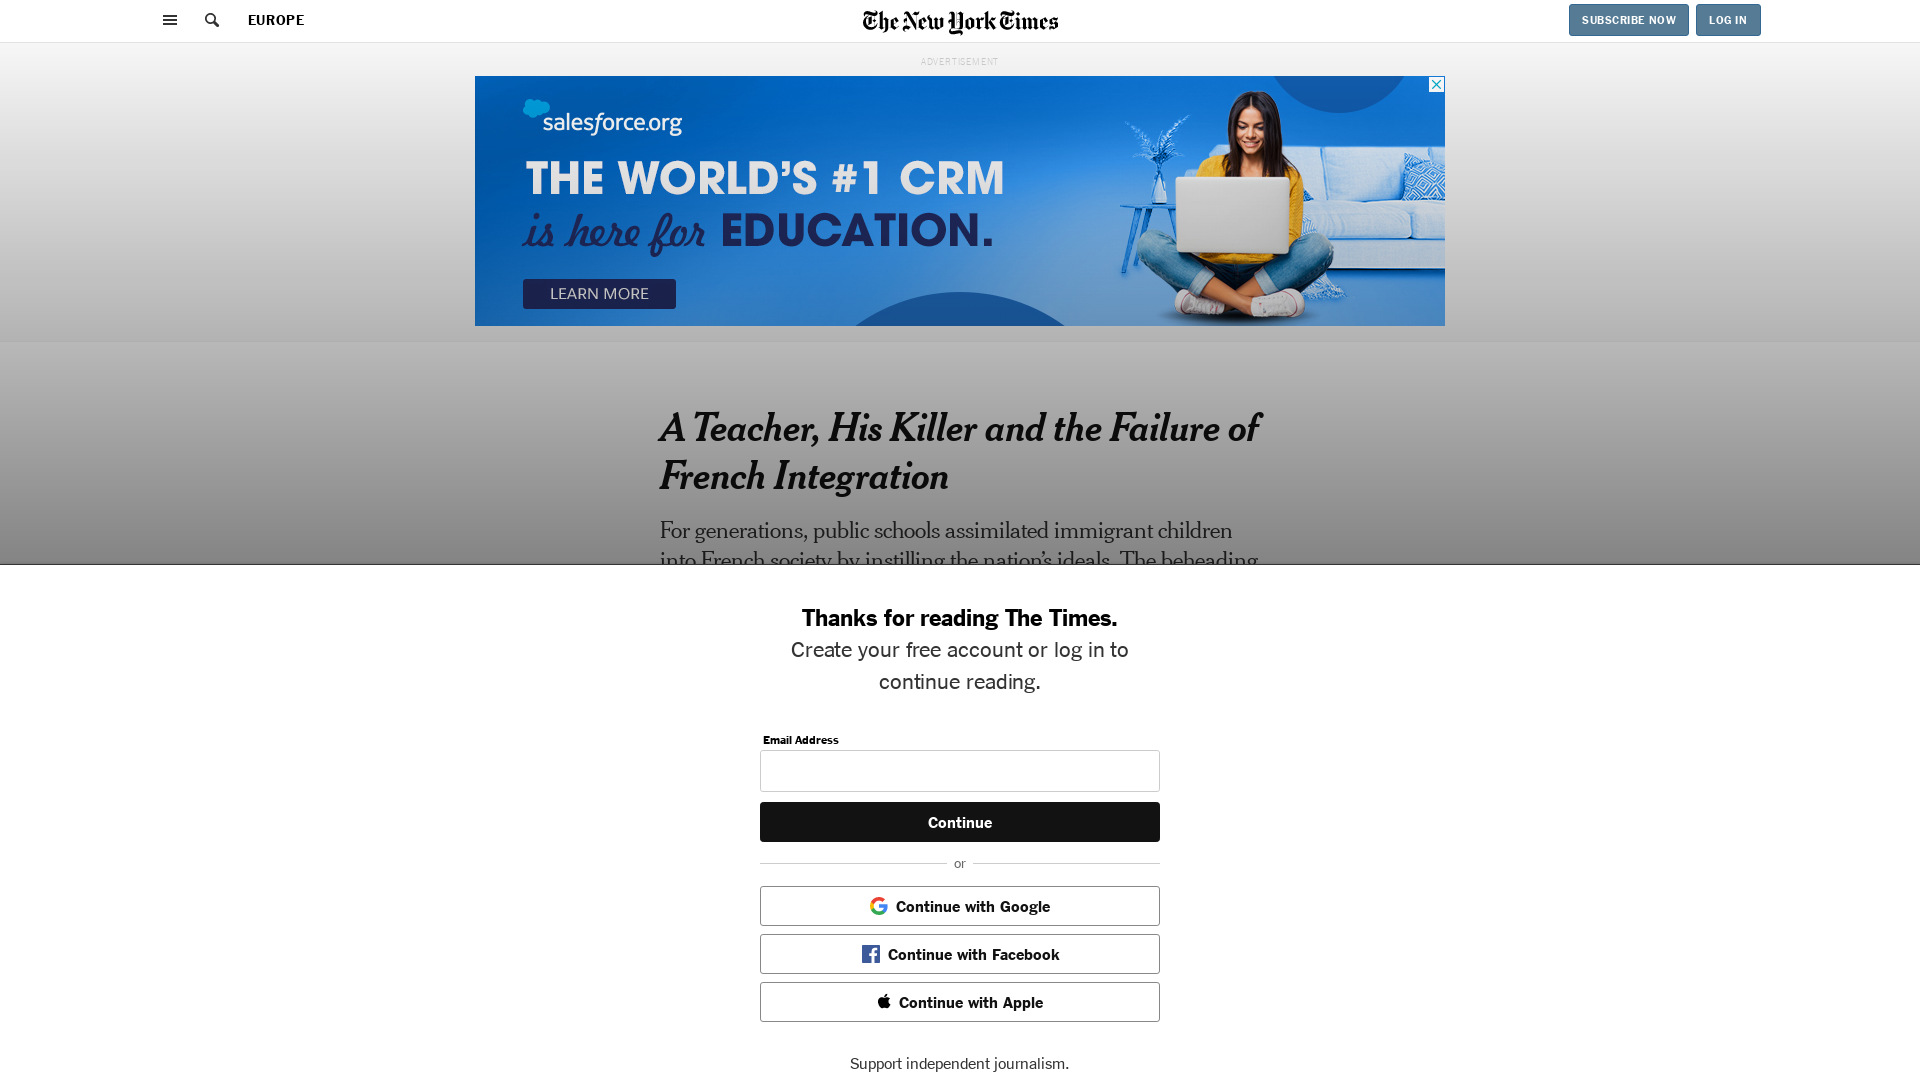 EUROPE
The New York Times
SUBSCRIBE NOW
LOG IN
ADVERTISEMENT
salesforce.org
THE WORLD'S #1 CRM
is here for EDUCATION.
LEARN MORE
A Teacher, His Killer and the Failure of
French Integration
For generations, public schools assimilated immigrant children
into French society by instilling the nation’s ideals. The beheading
Thanks for reading The Times.
Create your free account or log in to
continue reading.
Email Address
Continue
or
Continue with Google
Continue with Facebook
Continue with Apple
Support independent journalism.